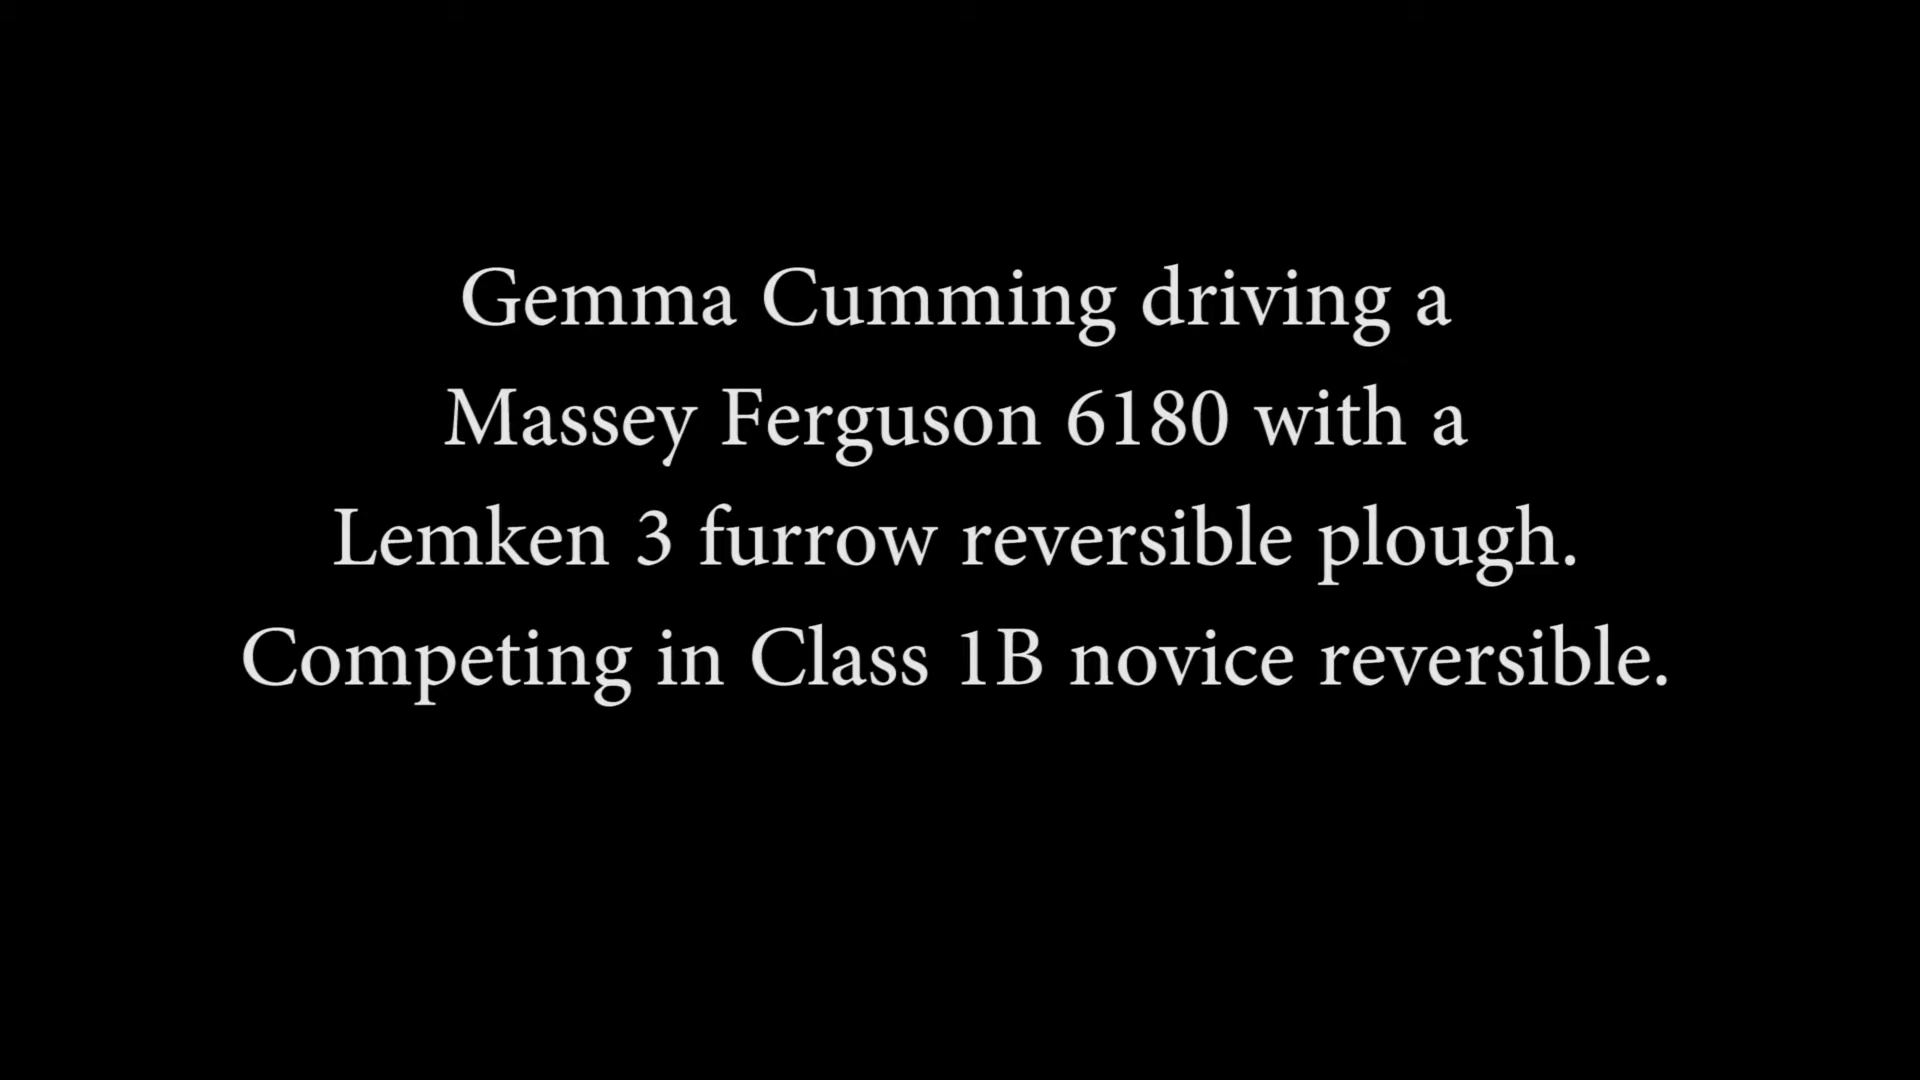 Gemma Cumming driving a
Massey Ferguson 6180 with a
Lemken 3 furrow reversible plough.
Competing in Class 1B novice reversible.